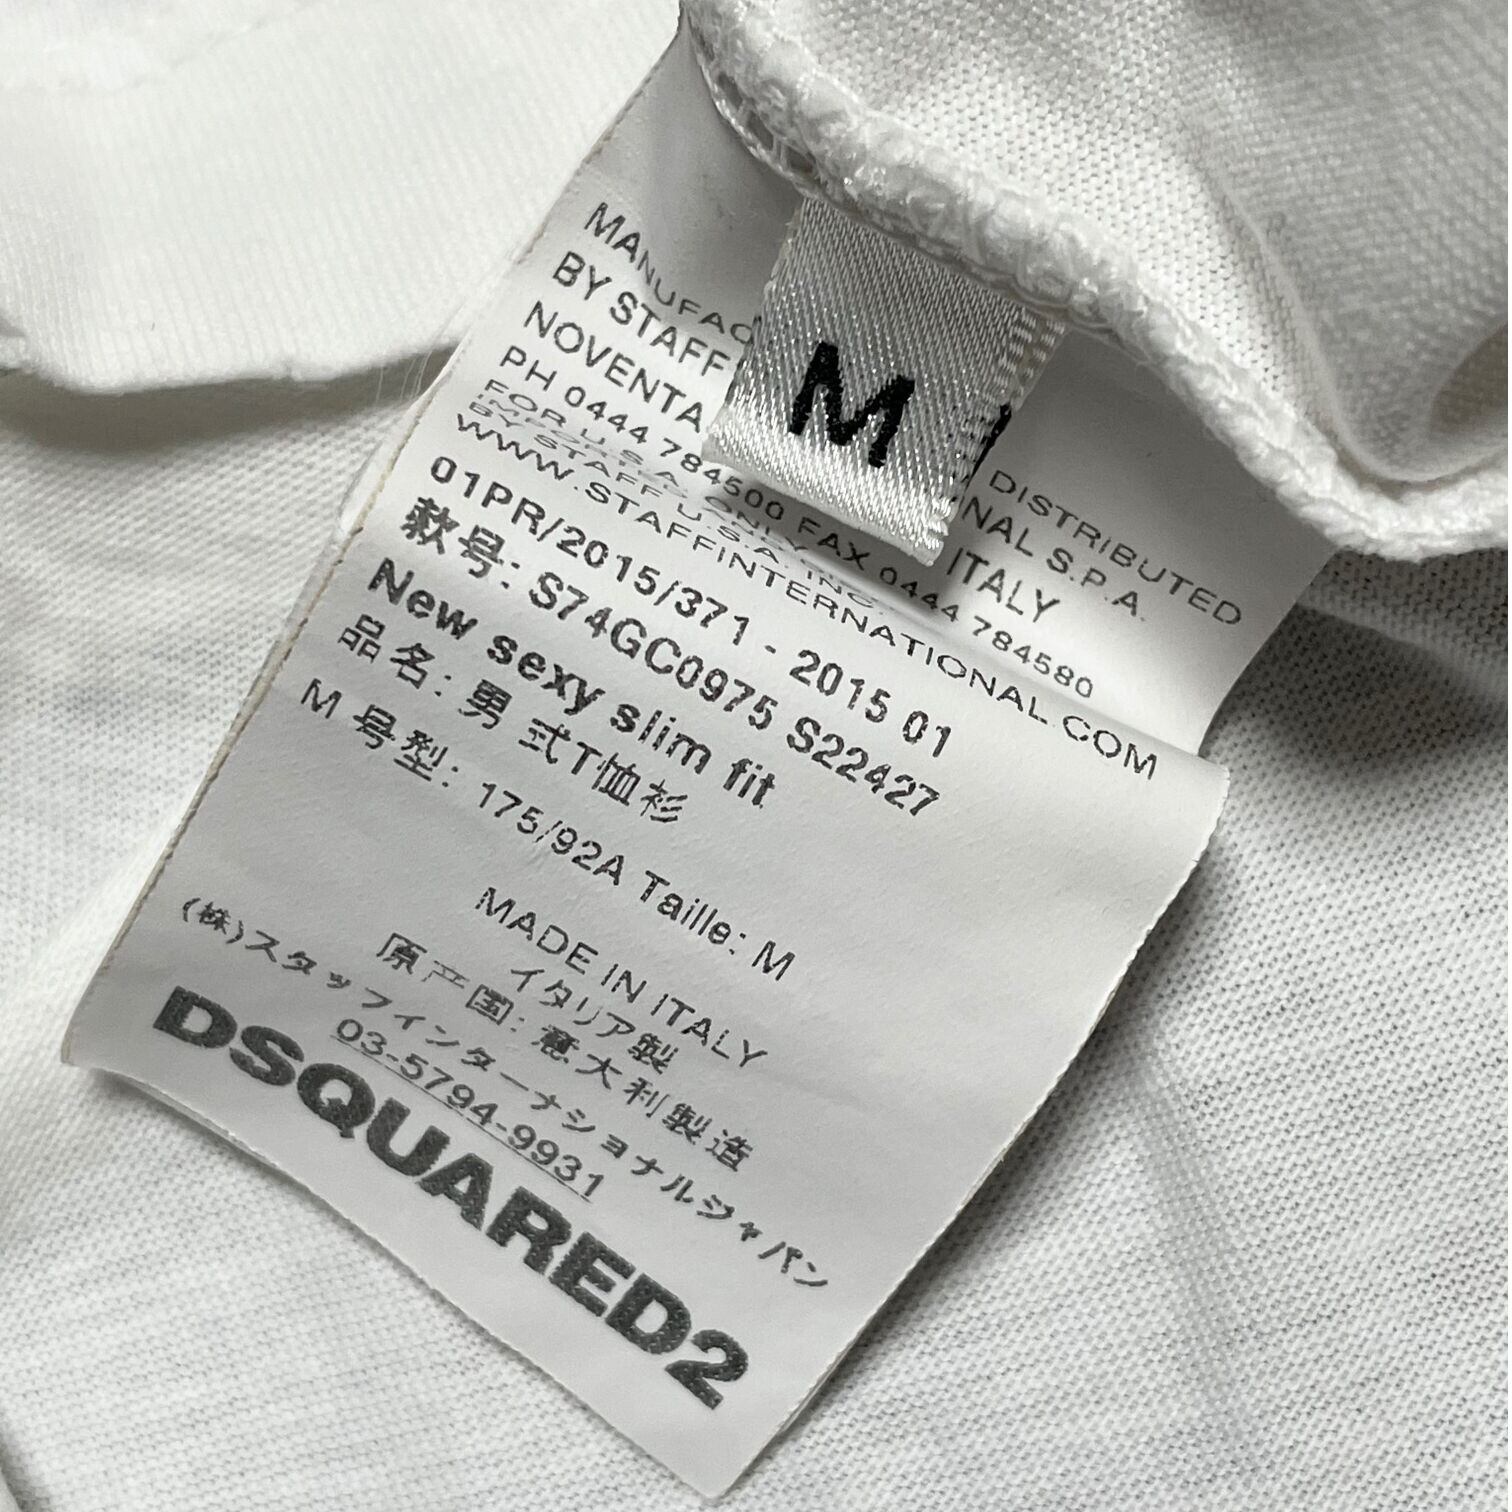 M
MANUFAC DISTRIBUTED
BY STAFF NAL S.P.A.
NOVENTA ITALY
PH 0444 784500 FAX 0444 784580
FOR U.S.A. ONLY
BY STAFF U.S.A. INC.
WWW.STAFFINTERNATIONAL.COM
01PR/2015/371 - 2015 01
款号: S74GC0975 S22427
New sexy slim fit
品名: 男 式T恤衫
M 号型: 175/92A Taille: M
MADE IN ITALY
イタリア製
原产国: 意大利製造
(株)スタッフインターナショナルジャパン
03-5794-9931
DSQUARED2